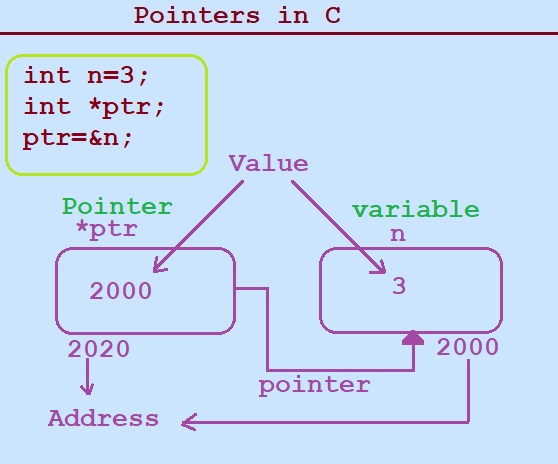 Pointers in C
int n=3;
int *ptr;
ptr=&n;
Value
Pointer
*ptr
variable
n
2000
3
2020
2000
pointer
Address